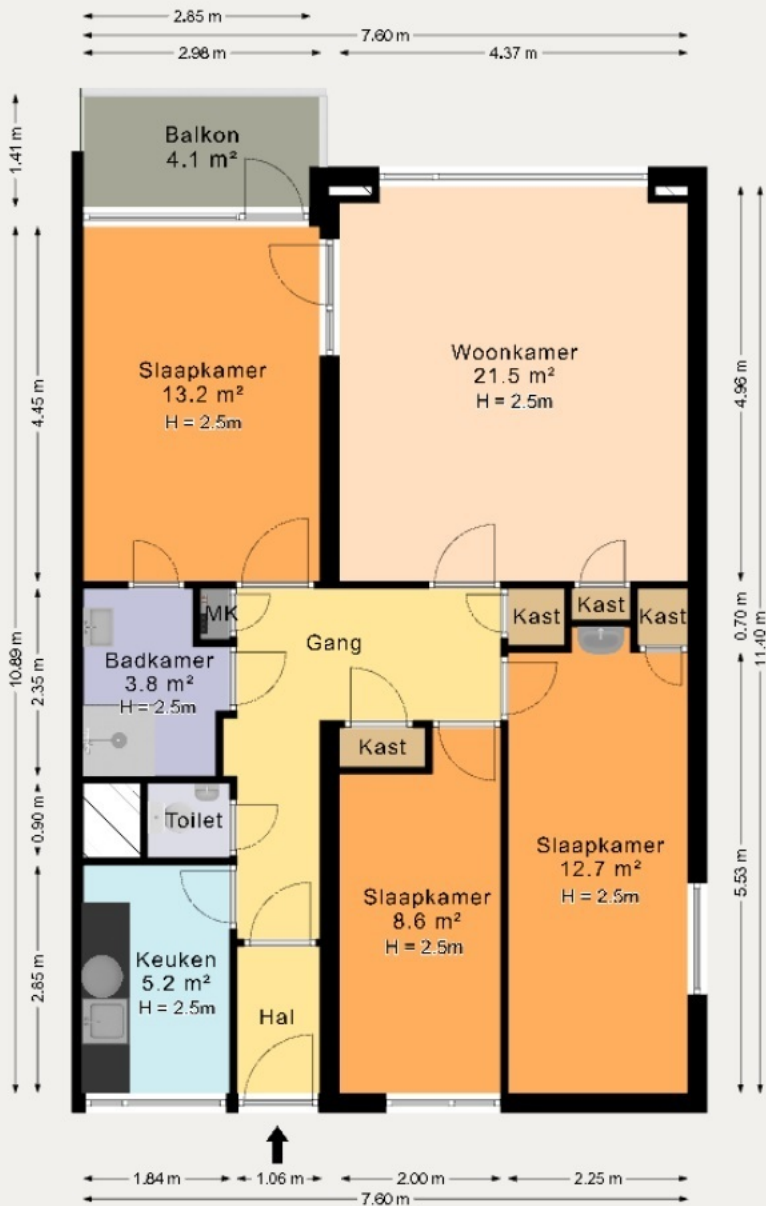 2.85 m
7.60 m
2.98 m
4.37 m
1.41 m
Balkon
4.1 m²
10.89 m
4.45 m
2.35 m
0.90 m
2.85 m
Slaapkamer
13.2 m²
H = 2.5m
Woonkamer
21.5 m²
H = 2.5m
4.96 m
0.70 m
5.53 m
11.40 m
MK
Gang
Kast
Kast
Kast
Badkamer
3.8 m²
H = 2.5m
Kast
Toilet
Slaapkamer
12.7 m²
H = 2.5m
Slaapkamer
8.6 m²
H = 2.5m
Keuken
5.2 m²
H = 2.5m
Hal
1.84 m
1.06 m
2.00 m
2.25 m
7.60 m